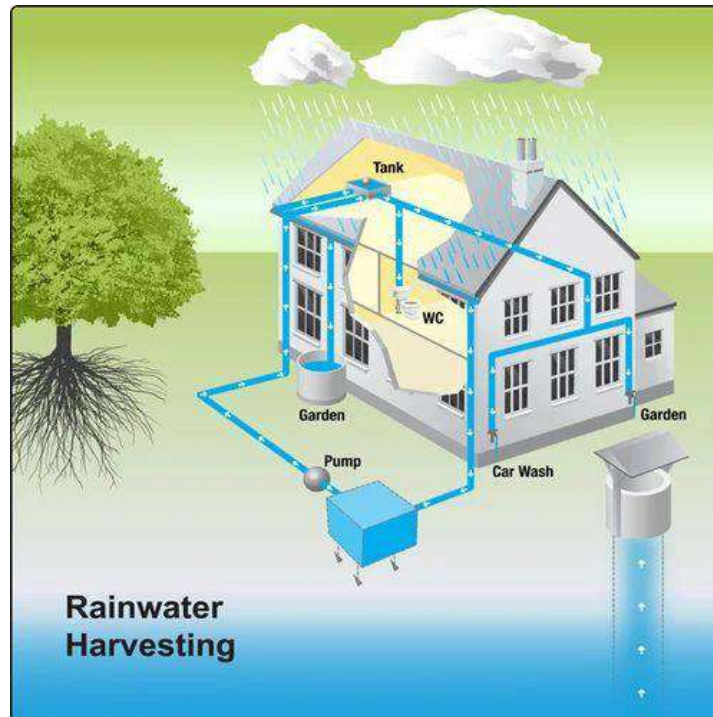 Tank
WC
Garden
Garden
Pump
Car Wash
Rainwater
Harvesting